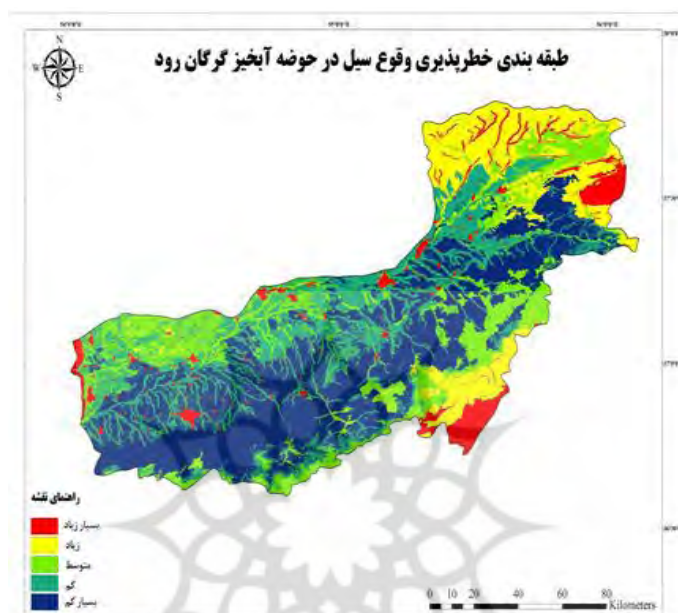 طبقه بندی خطرپذیری وقوع سیل در حوضه آبخیز گرگان رود
N
W E
S
راهنمای نقشه
بسیار زیاد
زیاد
متوسط
کم
بسیار کم
0 10 20 40 60 80
Kilometers